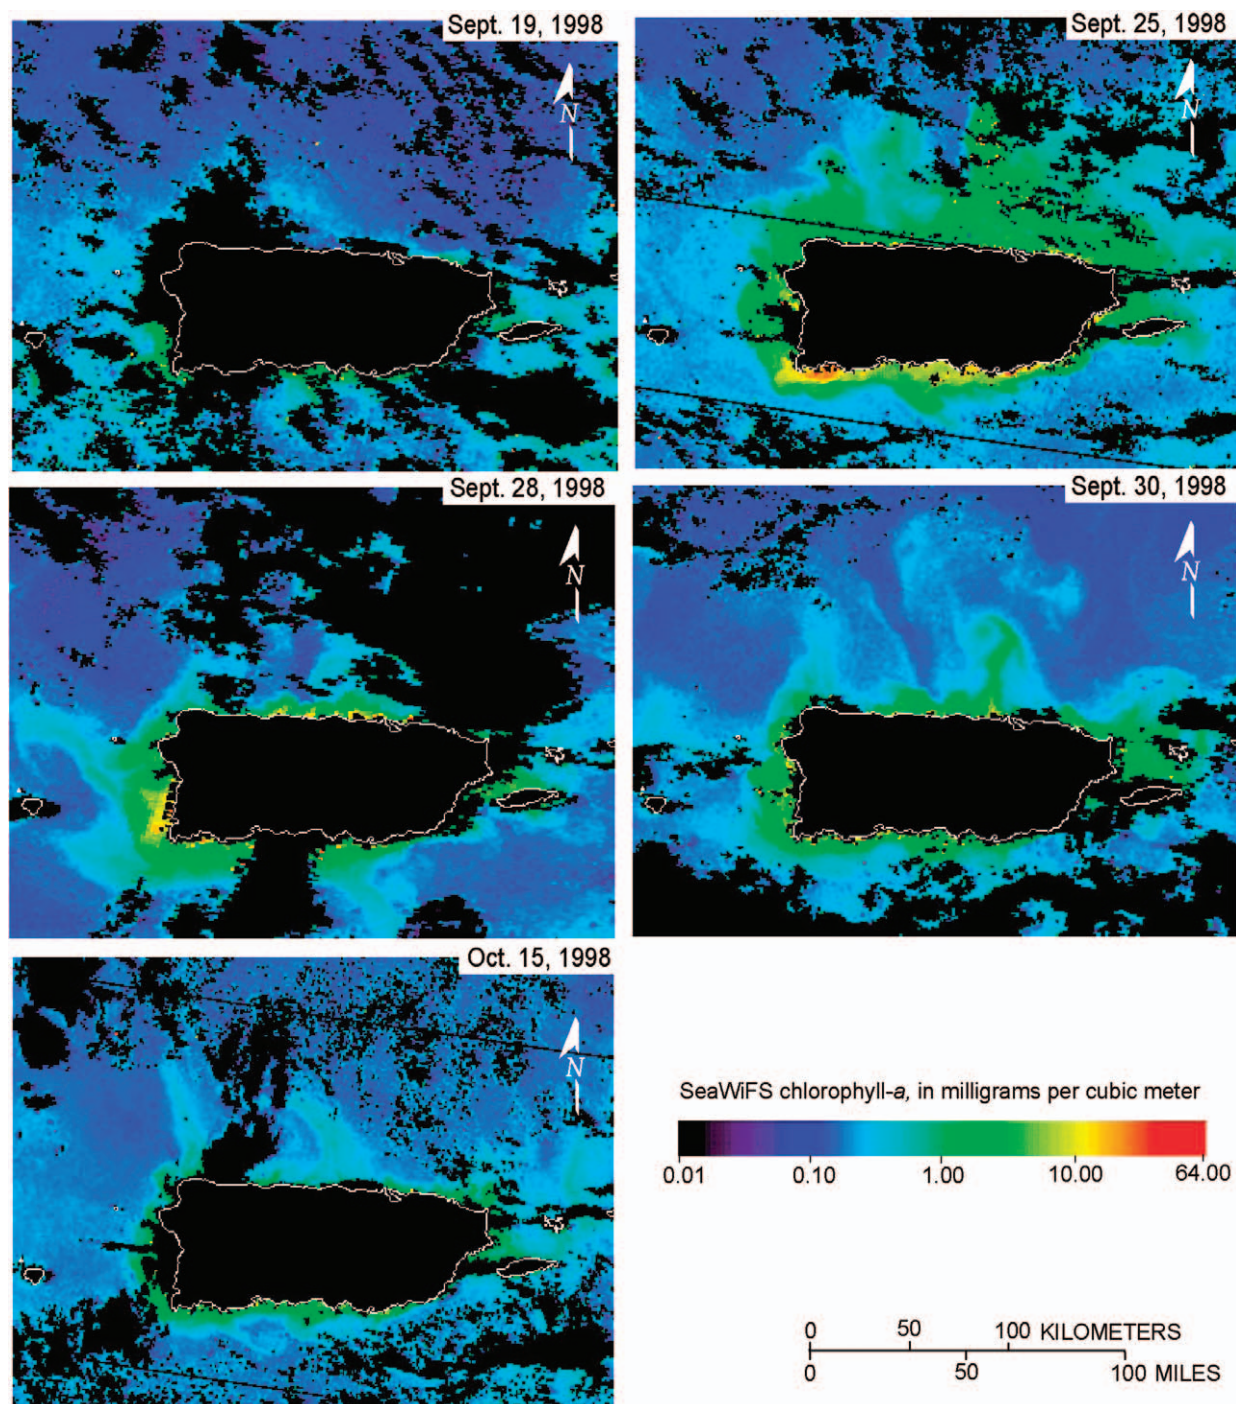 Sept. 19, 1998
Sept. 25, 1998
N
N
Sept. 28, 1998
Sept. 30, 1998
N
N
Oct. 15, 1998
N
SeaWiFS chlorophyll-a, in milligrams per cubic meter
0.01 0.10 1.00 10.00 64.00
0 50 100 KILOMETERS
0 50 100 MILES